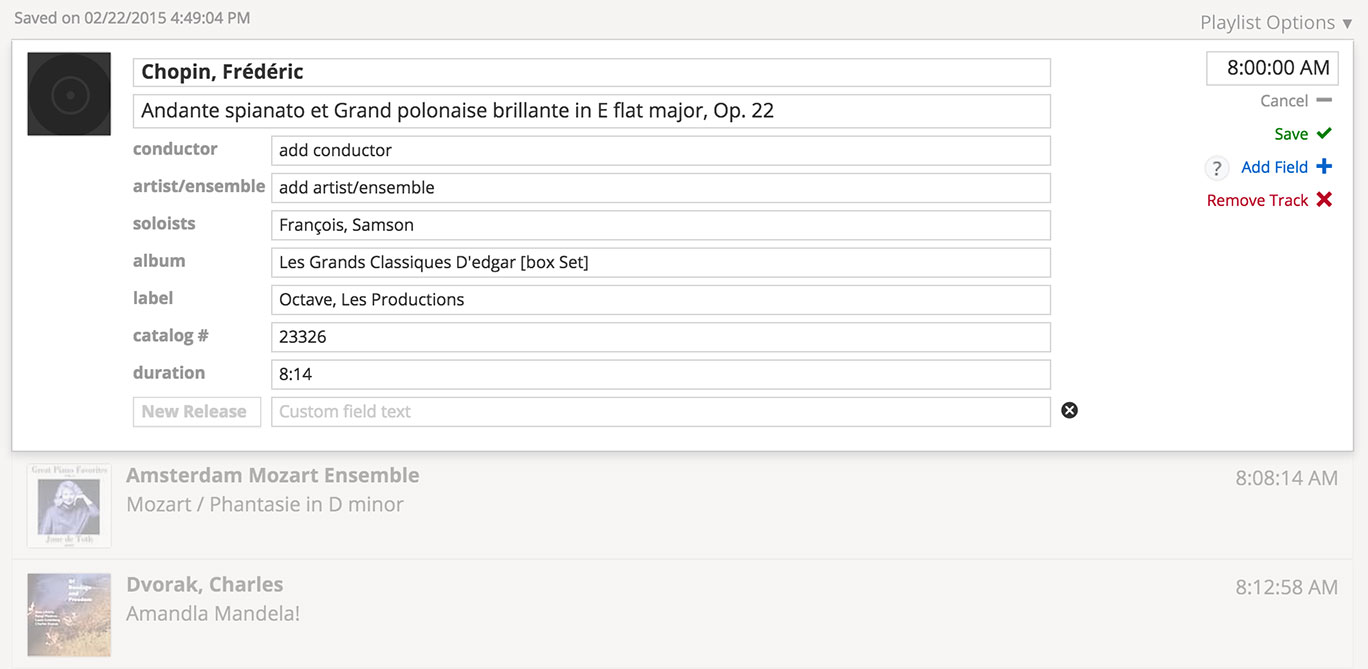 Saved on 02/22/2015 4:49:04 PM
Playlist Options ▼
Chopin, Frédéric
8:00:00 AM
Cancel
Andante spianato et Grand polonaise brillante in E flat major, Op. 22
Save
conductor add conductor
? Add Field
artist/ensemble add artist/ensemble
Remove Track
soloists François, Samson
album Les Grands Classiques D'edgar [box Set]
label Octave, Les Productions
catalog # 23326
duration 8:14
New Release Custom field text
Great Piano Favorites
Amsterdam Mozart Ensemble
8:08:14 AM
Mozart / Phantasie in D minor
Dvorak, Charles
8:12:58 AM
Amandla Mandela!